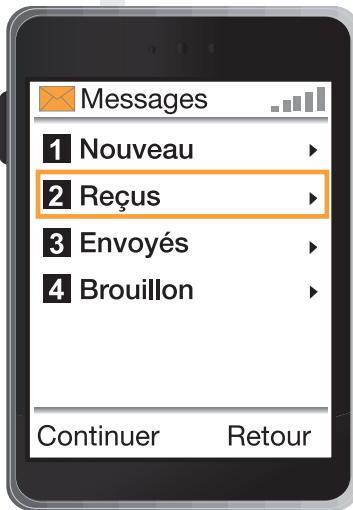 Messages
1 Nouveau
2 Reçus
3 Envoyés
4 Brouillon
Continuer Retour